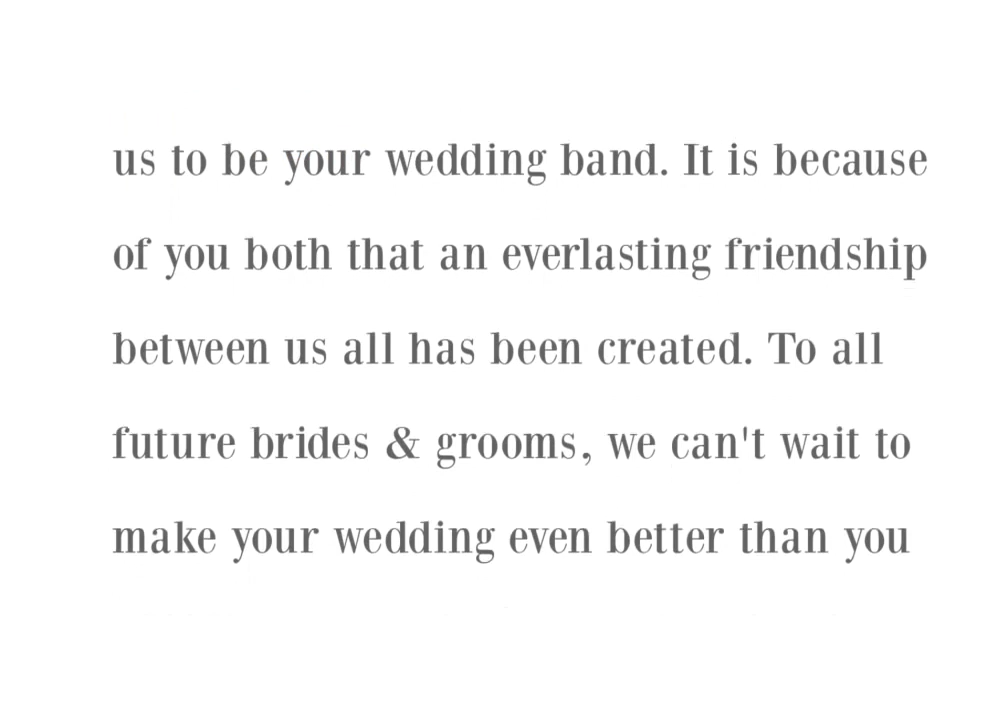 us to be your wedding band. It is because
of you both that an everlasting friendship
between us all has been created. To all
future brides & grooms, we can't wait to
make your wedding even better than you